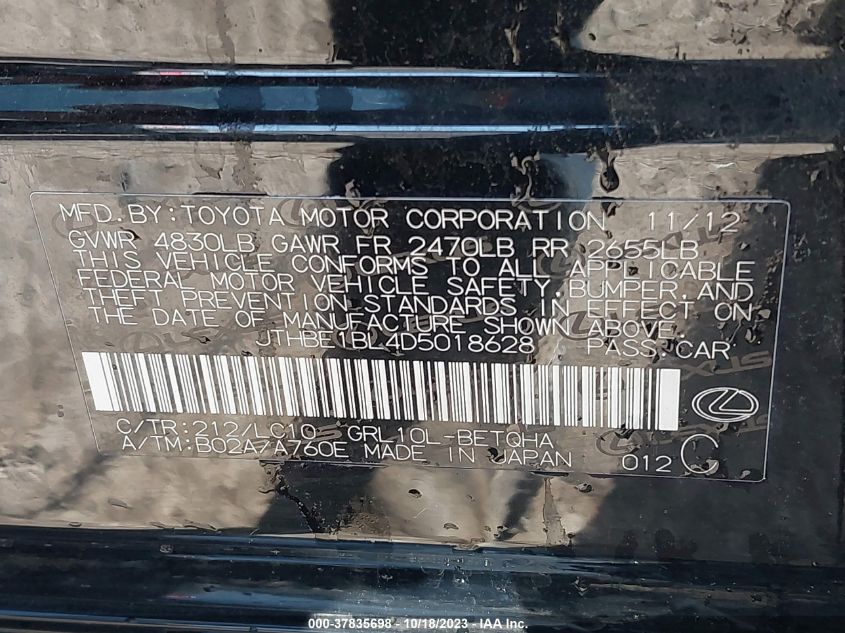 MFD.BY:TOYOTA MOTOR CORPORATION 11/12
GVWR 4830LB GAWR FR 2470LB RR 2655LB
THIS VEHICLE CONFORMS TO ALL APPLICABLE
FEDERAL MOTOR VEHICLE SAFETY,BUMPER,AND
THEFT PREVENTION STANDARDS IN EFFECT ON
THE DATE OF MANUFACTURE SHOWN ABOVE.
JTHBE1BL4D5018628 PASS.CAR
C/TR:212/LC10 GRL10L-BETQHA
A/TM:B02A/A760E MADE IN JAPAN 012 C
000-37835698 - 10/18/2023 - IAA Inc.